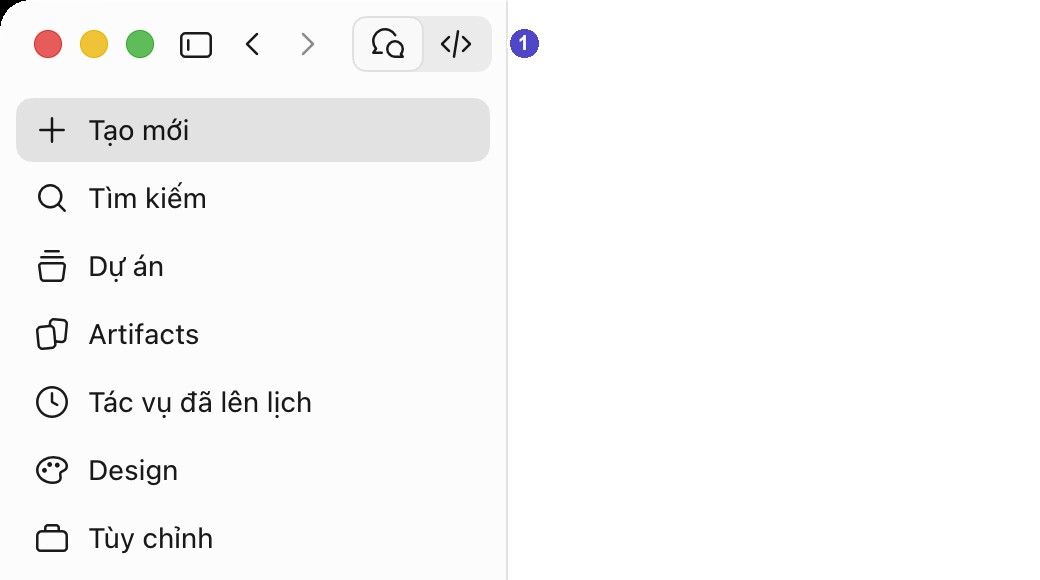 1
Tạo mới
Tìm kiếm
Dự án
Artifacts
Tác vụ đã lên lịch
Design
Tùy chỉnh